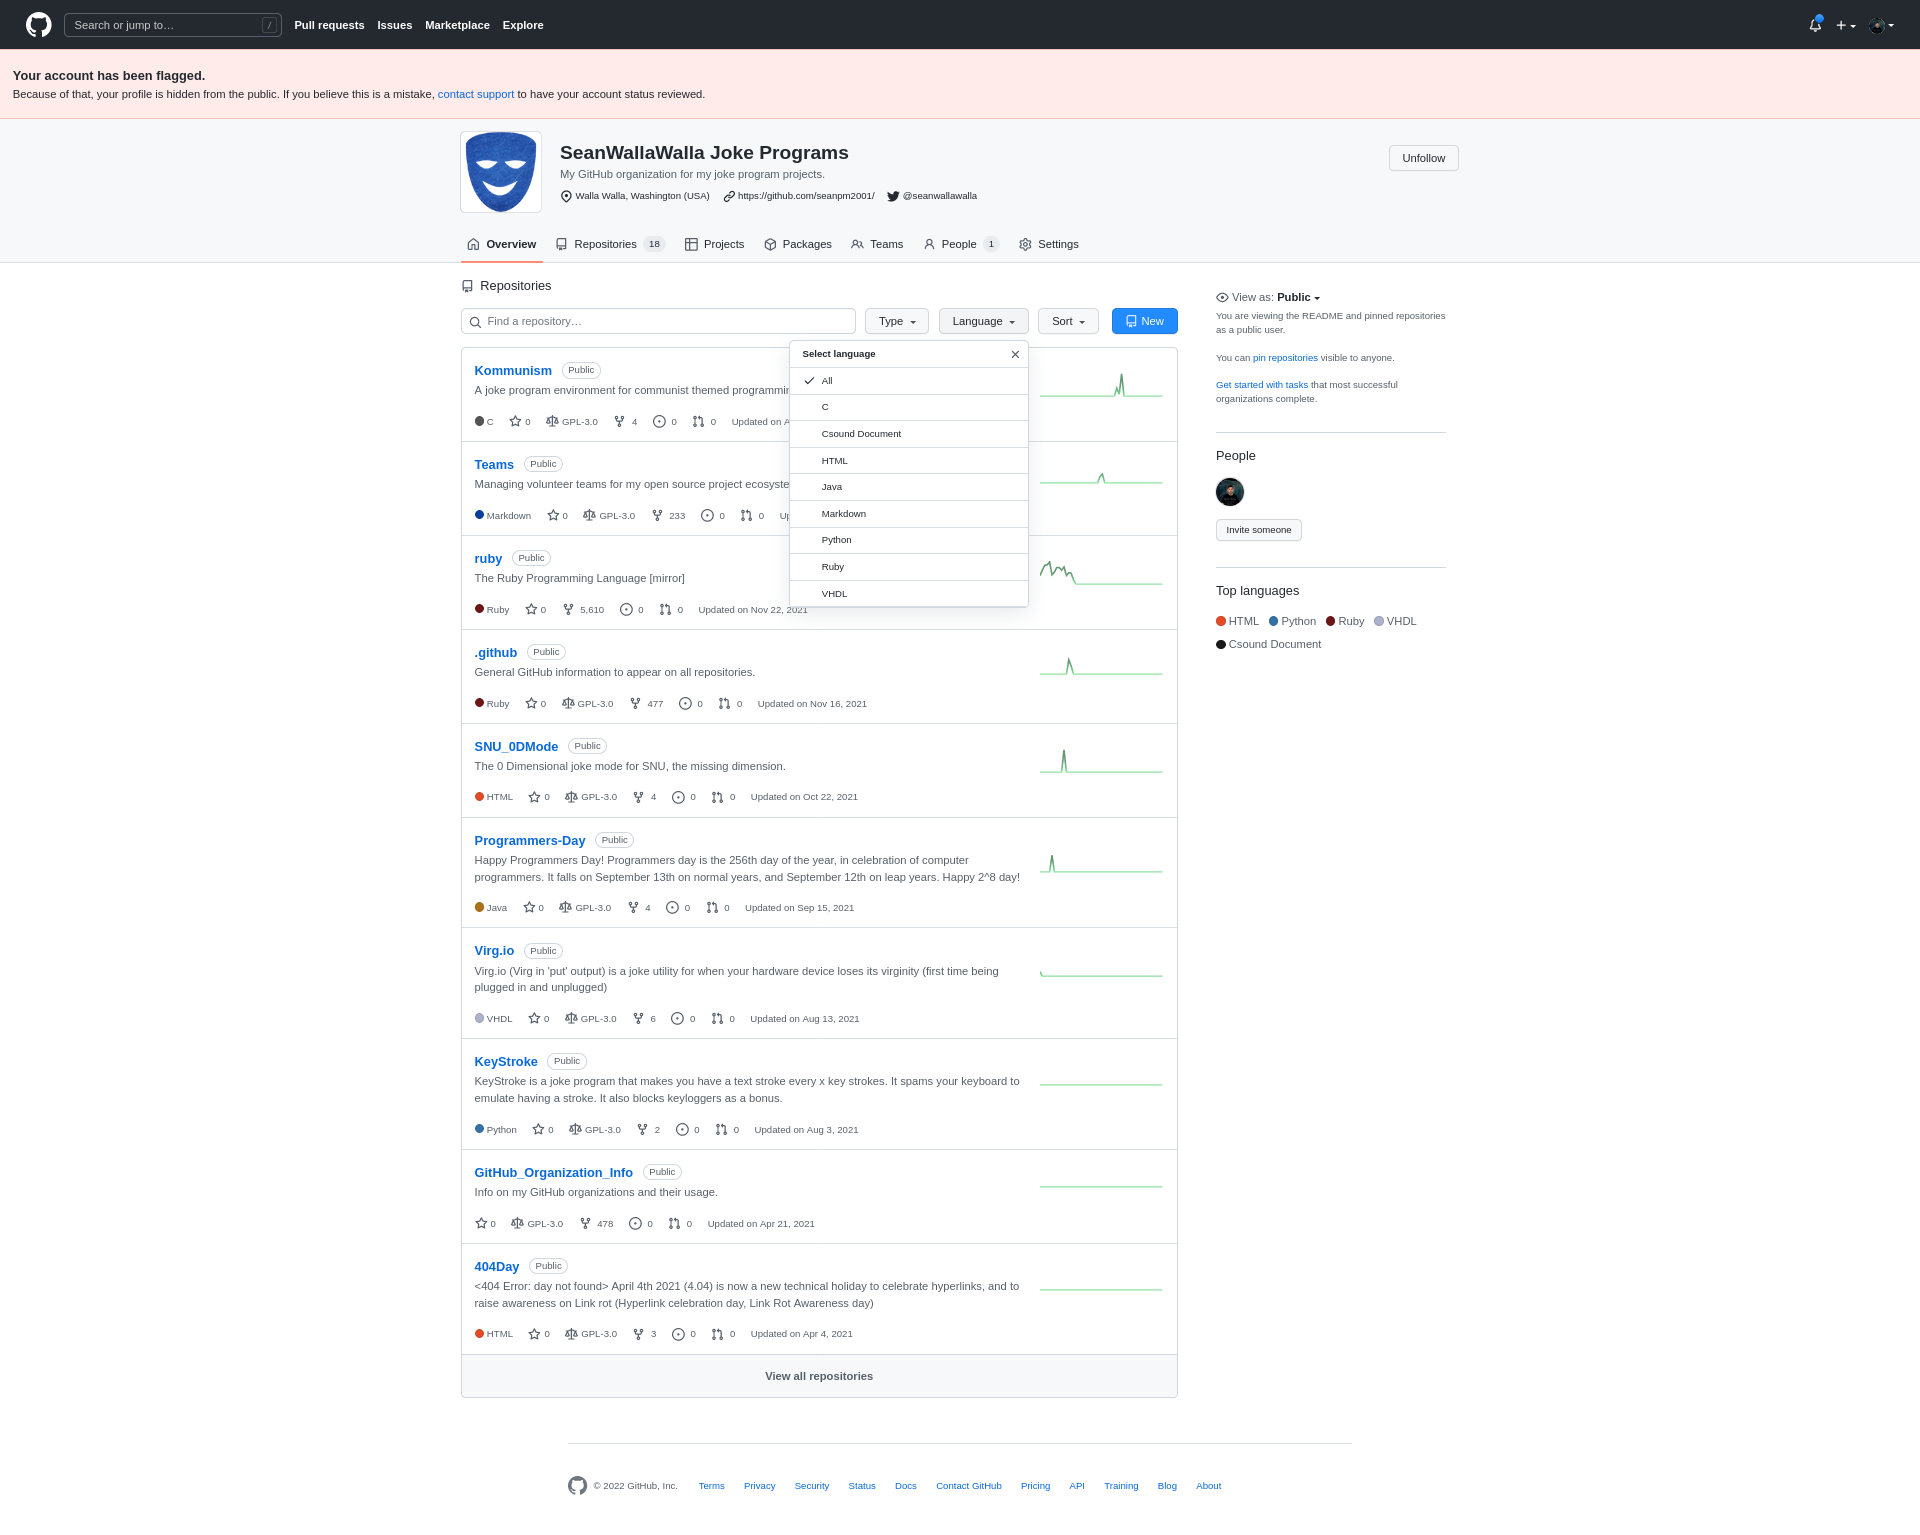 Search or jump to… /
Pull requests Issues Marketplace Explore
Your account has been flagged.
Because of that, your profile is hidden from the public. If you believe this is a mistake, contact support to have your account status reviewed.
SeanWallaWalla Joke Programs
My GitHub organization for my joke program projects.
Walla Walla, Washington (USA) https://github.com/seanpm2001/ @seanwallawalla
Unfollow
Overview Repositories 18 Projects Packages Teams People 1 Settings
Repositories
Find a repository… Type Language Sort New
Select language
All
C
Csound Document
HTML
Java
Markdown
Python
Ruby
VHDL
Kommunism Public
A joke program environment for communist themed programmin
C 0 GPL-3.0 4 0 0 Updated on A
Teams Public
Managing volunteer teams for my open source project ecosyste
Markdown 0 GPL-3.0 233 0 0 Up
ruby Public
The Ruby Programming Language [mirror]
Ruby 0 5,610 0 0 Updated on Nov 22, 2021
.github Public
General GitHub information to appear on all repositories.
Ruby 0 GPL-3.0 477 0 0 Updated on Nov 16, 2021
SNU_0DMode Public
The 0 Dimensional joke mode for SNU, the missing dimension.
HTML 0 GPL-3.0 4 0 0 Updated on Oct 22, 2021
Programmers-Day Public
Happy Programmers Day! Programmers day is the 256th day of the year, in celebration of computer
programmers. It falls on September 13th on normal years, and September 12th on leap years. Happy 2^8 day!
Java 0 GPL-3.0 4 0 0 Updated on Sep 15, 2021
Virg.io Public
Virg.io (Virg in 'put' output) is a joke utility for when your hardware device loses its virginity (first time being
plugged in and unplugged)
VHDL 0 GPL-3.0 6 0 0 Updated on Aug 13, 2021
KeyStroke Public
KeyStroke is a joke program that makes you have a text stroke every x key strokes. It spams your keyboard to
emulate having a stroke. It also blocks keyloggers as a bonus.
Python 0 GPL-3.0 2 0 0 Updated on Aug 3, 2021
GitHub_Organization_Info Public
Info on my GitHub organizations and their usage.
0 GPL-3.0 478 0 0 Updated on Apr 21, 2021
404Day Public
<404 Error: day not found> April 4th 2021 (4.04) is now a new technical holiday to celebrate hyperlinks, and to
raise awareness on Link rot (Hyperlink celebration day, Link Rot Awareness day)
HTML 0 GPL-3.0 3 0 0 Updated on Apr 4, 2021
View all repositories
View as: Public
You are viewing the README and pinned repositories
as a public user.
You can pin repositories visible to anyone.
Get started with tasks that most successful
organizations complete.
People
Invite someone
Top languages
HTML Python Ruby VHDL
Csound Document
© 2022 GitHub, Inc. Terms Privacy Security Status Docs Contact GitHub Pricing API Training Blog About